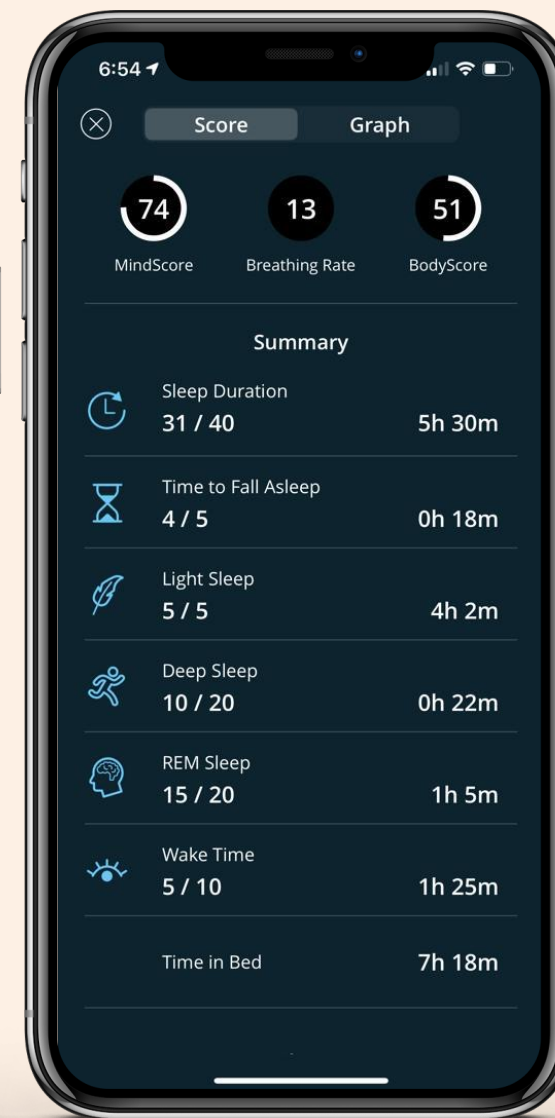 6:54
Score Graph
74 13 51
MindScore Breathing Rate BodyScore
Summary
Sleep Duration
31 / 40 5h 30m
Time to Fall Asleep
4 / 5 0h 18m
Light Sleep
5 / 5 4h 2m
Deep Sleep
10 / 20 0h 22m
REM Sleep
15 / 20 1h 5m
Wake Time
5 / 10 1h 25m
Time in Bed 7h 18m